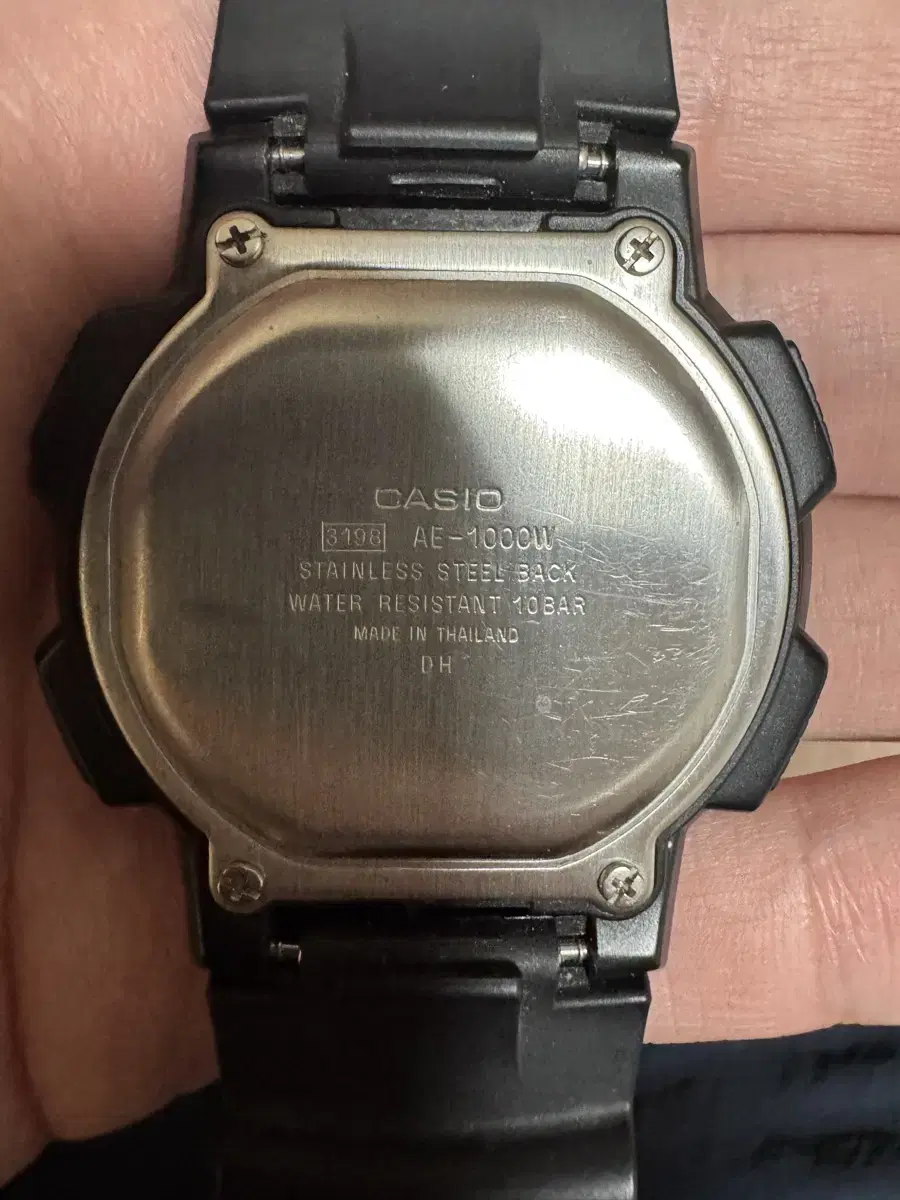 CASIO
3198 AE-1000W
STAINLESS STEEL BACK
WATER RESISTANT 10BAR
MADE IN THAILAND
DH